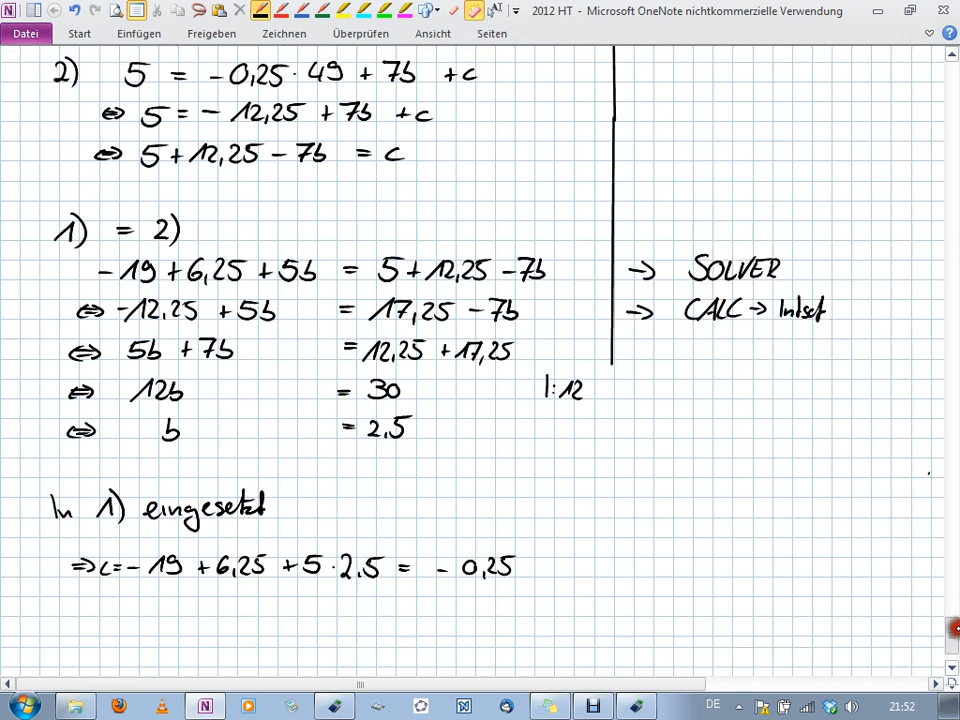 2012 HT - Microsoft OneNote nichtkommerzielle Verwendung
Datei Start Einfügen Freigeben Zeichnen Überprüfen Ansicht Seiten
2) 5 = -0,25 · 49 + 7b + c
⇔ 5 = - 12,25 + 7b + c
⇔ 5 + 12,25 - 7b = c
1) = 2)
-19 + 6,25 + 5b = 5 + 12,25 - 7b → SOLVER
⇔ -12,25 + 5b = 17,25 - 7b → CALC → Intsct
⇔ 5b + 7b = 12,25 + 17,25
⇔ 12b = 30 |:12
⇔ b = 2,5
In 1) eingesetzt
⇒ c = -19 + 6,25 + 5 · 2,5 = - 0,25
DE 21:52